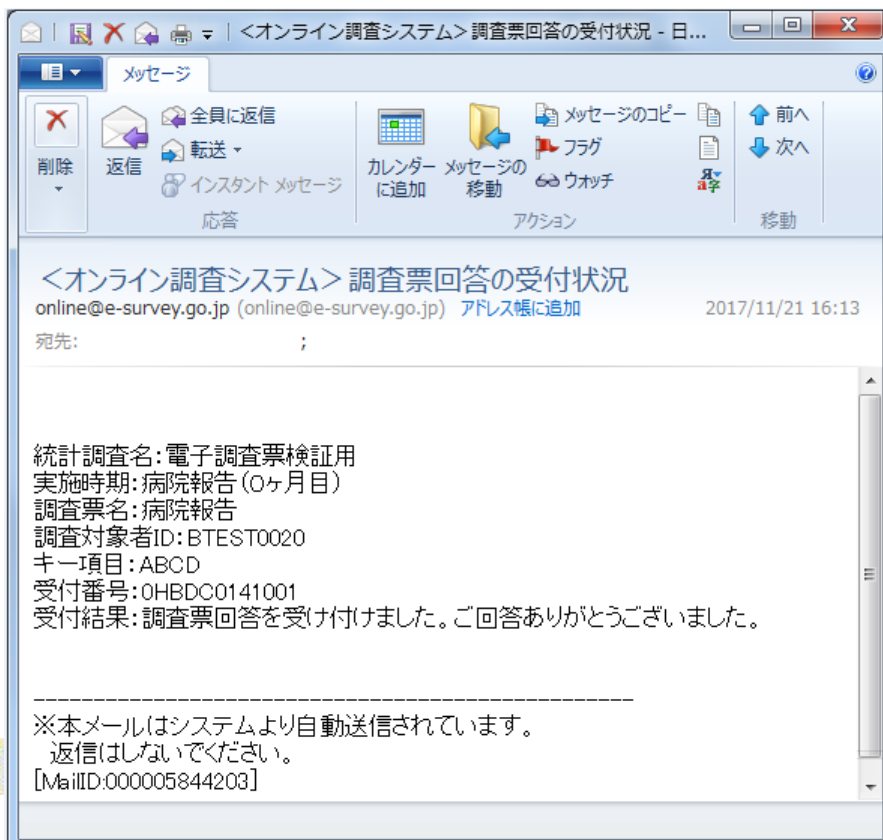 <オンライン調査システム>調査票回答の受付状況 - 日...
メッセージ
削除
返信
全員に返信
転送
インスタント メッセージ
応答
カレンダーに追加
メッセージの移動
メッセージのコピー
フラグ
ウォッチ
アクション
前へ
次へ
移動
<オンライン調査システム>調査票回答の受付状況
online@e-survey.go.jp (online@e-survey.go.jp) アドレス帳に追加 2017/11/21 16:13
宛先: ;
統計調査名:電子調査票検証用
実施時期:病院報告(0ヶ月目)
調査票名:病院報告
調査対象者ID:BTEST0020
キー項目:ABCD
受付番号:0HBDC0141001
受付結果:調査票回答を受け付けました。ご回答ありがとうございました。
--------------------------------------------------
※本メールはシステムより自動送信されています。
返信はしないでください。
[MailID:000005844203]